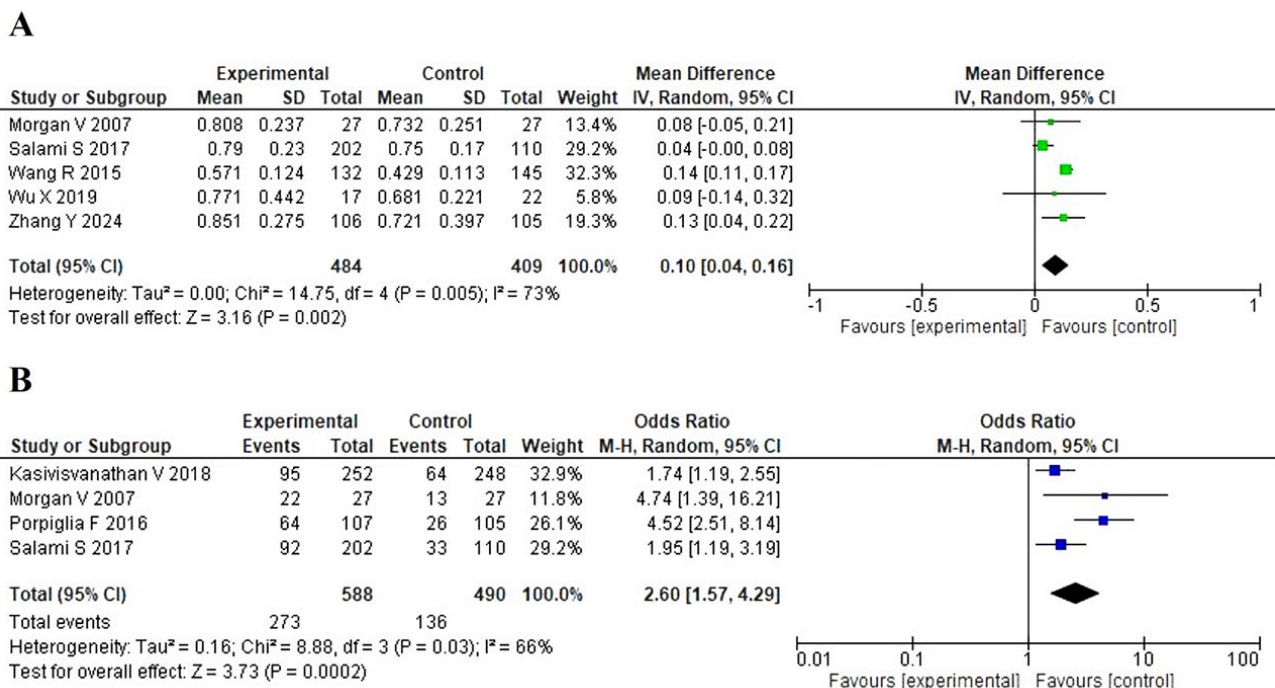 A
Experimental Control Mean Difference Mean Difference
Study or Subgroup Mean SD Total Mean SD Total Weight IV, Random, 95% CI IV, Random, 95% CI
Morgan V 2007 0.808 0.237 27 0.732 0.251 27 13.4% 0.08 [-0.05, 0.21]
Salami S 2017 0.79 0.23 202 0.75 0.17 110 29.2% 0.04 [-0.00, 0.08]
Wang R 2015 0.571 0.124 132 0.429 0.113 145 32.3% 0.14 [0.11, 0.17]
Wu X 2019 0.771 0.442 17 0.681 0.221 22 5.8% 0.09 [-0.14, 0.32]
Zhang Y 2024 0.851 0.275 106 0.721 0.397 105 19.3% 0.13 [0.04, 0.22]
Total (95% CI) 484 409 100.0% 0.10 [0.04, 0.16]
Heterogeneity: Tau² = 0.00; Chi² = 14.75, df = 4 (P = 0.005); I² = 73%
Test for overall effect: Z = 3.16 (P = 0.002)
-1 -0.5 0 0.5 1
Favours [experimental] Favours [control]
B
Experimental Control Odds Ratio Odds Ratio
Study or Subgroup Events Total Events Total Weight M-H, Random, 95% CI M-H, Random, 95% CI
Kasivisvanathan V 2018 95 252 64 248 32.9% 1.74 [1.19, 2.55]
Morgan V 2007 22 27 13 27 11.8% 4.74 [1.39, 16.21]
Porpiglia F 2016 64 107 26 105 26.1% 4.52 [2.51, 8.14]
Salami S 2017 92 202 33 110 29.2% 1.95 [1.19, 3.19]
Total (95% CI) 588 490 100.0% 2.60 [1.57, 4.29]
Total events 273 136
Heterogeneity: Tau² = 0.16; Chi² = 8.88, df = 3 (P = 0.03); I² = 66%
Test for overall effect: Z = 3.73 (P = 0.0002)
0.01 0.1 1 10 100
Favours [experimental] Favours [control]